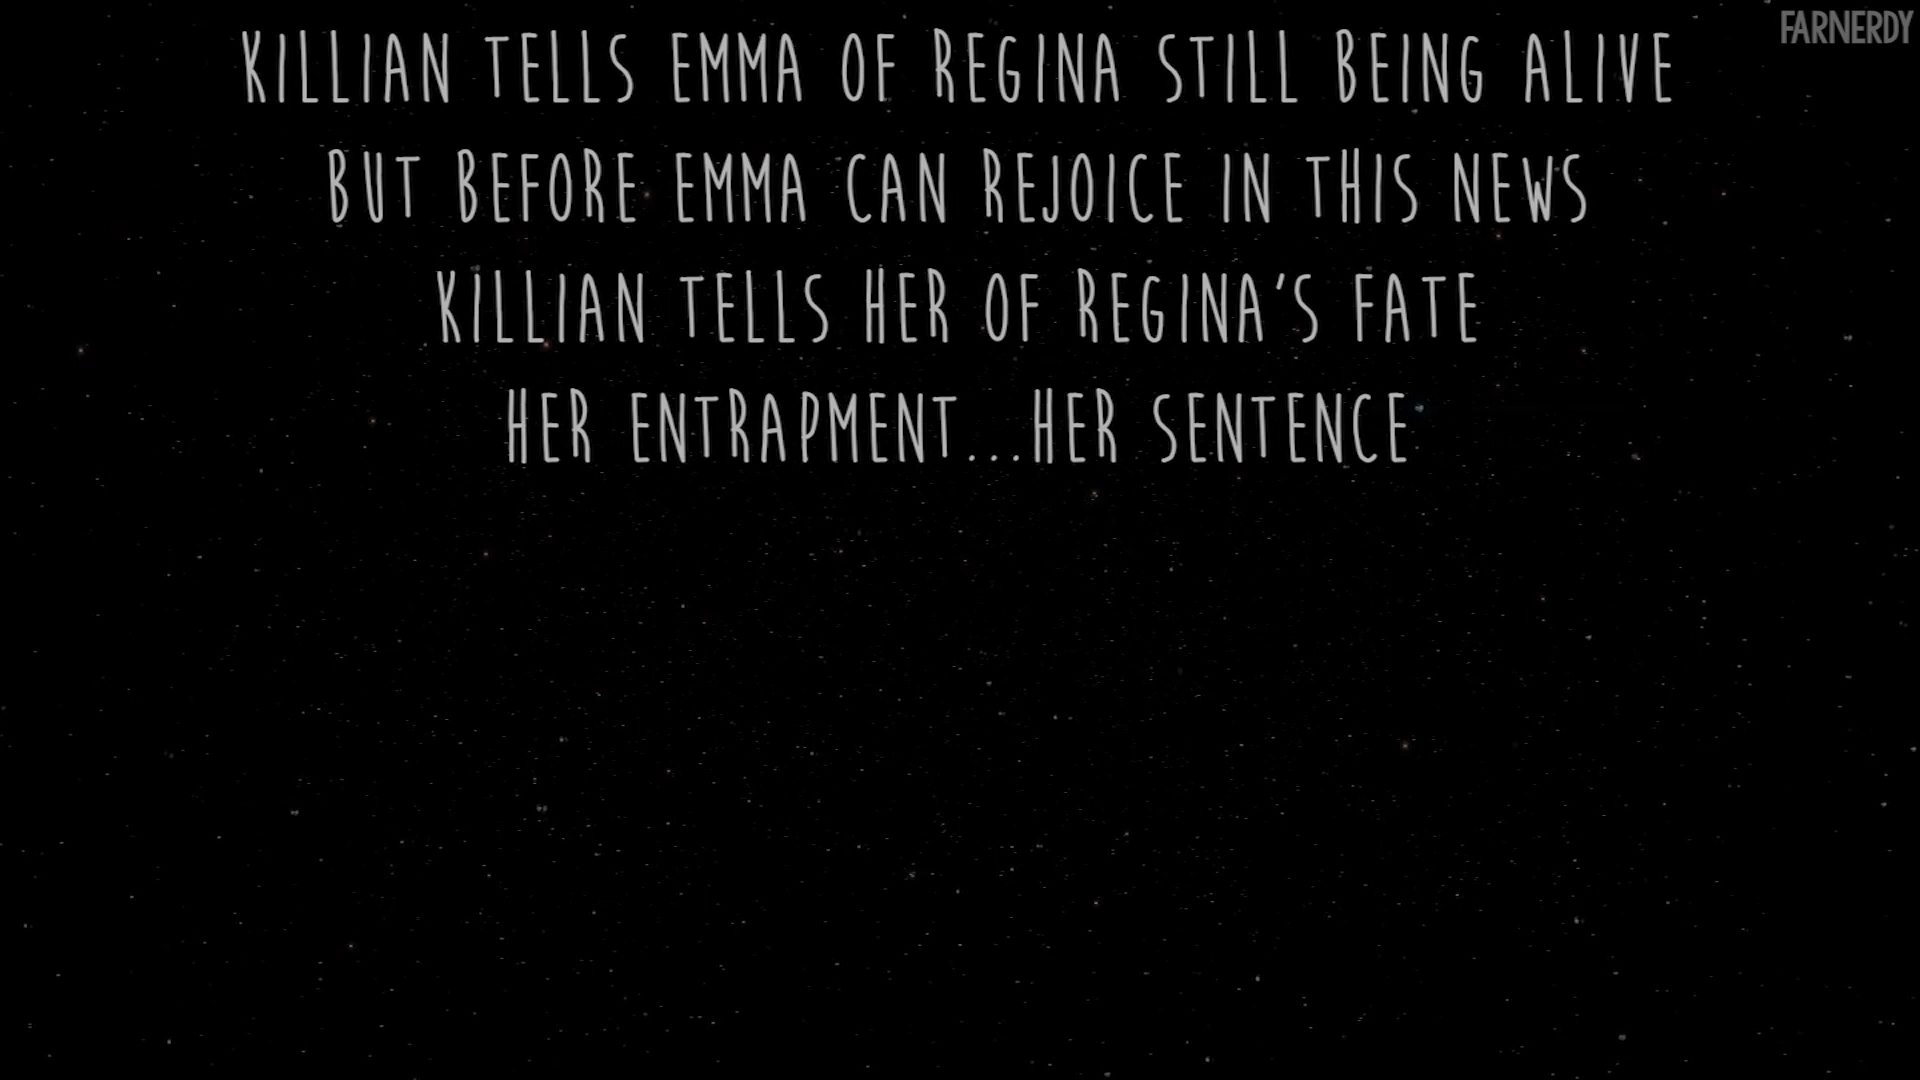 FARNERDY
KILLIAN TELLS EMMA OF REGINA STILL BEING ALIVE
BUT BEFORE EMMA CAN REJOICE IN THIS NEWS
KILLIAN TELLS HER OF REGINA'S FATE
HER ENTRAPMENT...HER SENTENCE